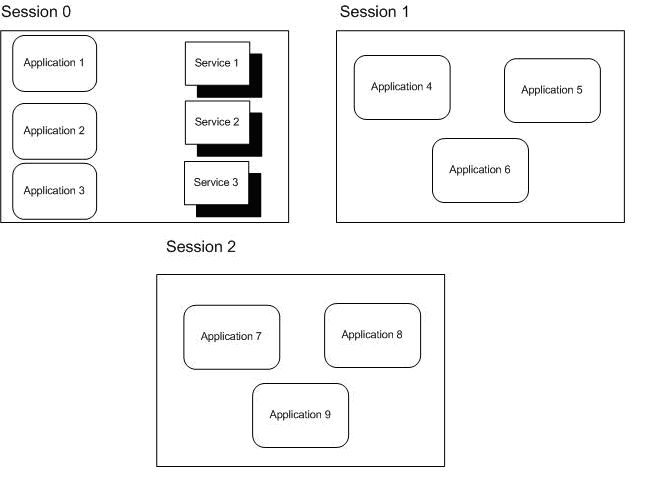 Session 0
Application 1
Application 2
Application 3
Service 1
Service 2
Service 3
Session 1
Application 4
Application 5
Application 6
Session 2
Application 7
Application 8
Application 9